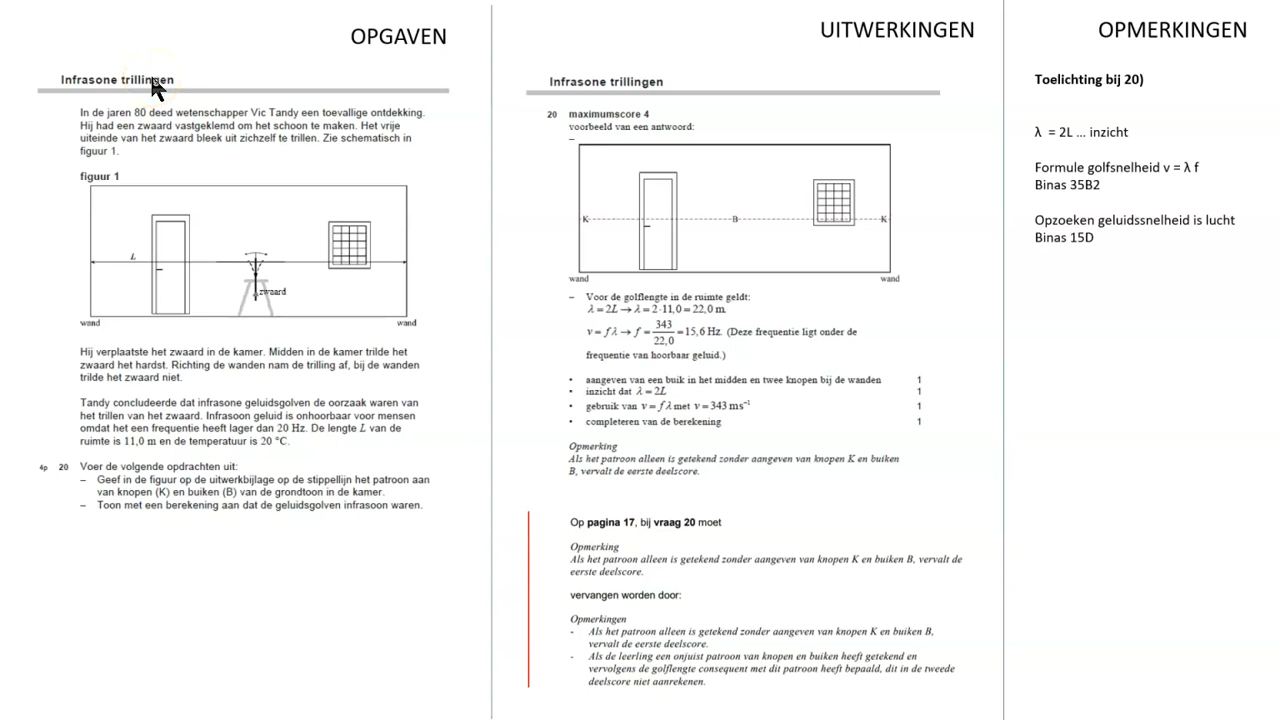 OPGAVEN
Infrasone trillingen
In de jaren 80 deed wetenschapper Vic Tandy een toevallige ontdekking.
Hij had een zwaard vastgeklemd om het schoon te maken. Het vrije
uiteinde van het zwaard bleek uit zichzelf te trillen. Zie schematisch in
figuur 1.
figuur 1
L
zwaard
wand wand
Hij verplaatste het zwaard in de kamer. Midden in de kamer trilde het
zwaard het hardst. Richting de wanden nam de trilling af, bij de wanden
trilde het zwaard niet.
Tandy concludeerde dat infrasone geluidsgolven de oorzaak waren van
het trillen van het zwaard. Infrasoon geluid is onhoorbaar voor mensen
omdat het een frequentie heeft lager dan 20 Hz. De lengte L van de
ruimte is 11,0 m en de temperatuur is 20 °C.
4p 20 Voer de volgende opdrachten uit:
– Geef in de figuur op de uitwerkbijlage op de stippellijn het patroon aan
van knopen (K) en buiken (B) van de grondtoon in de kamer.
– Toon met een berekening aan dat de geluidsgolven infrasoon waren.
UITWERKINGEN
Infrasone trillingen
20 maximumscore 4
voorbeeld van een antwoord:
–
K B K
wand wand
– Voor de golflengte in de ruimte geldt:
λ = 2L → λ = 2·11,0 = 22,0 m.
v = fλ → f = 343/22,0 = 15,6 Hz. (Deze frequentie ligt onder de
frequentie van hoorbaar geluid.)
• aangeven van een buik in het midden en twee knopen bij de wanden 1
• inzicht dat λ = 2L 1
• gebruik van v = fλ met v = 343 ms⁻¹ 1
• completeren van de berekening 1
Opmerking
Als het patroon alleen is getekend zonder aangeven van knopen K en buiken
B, vervalt de eerste deelscore.
Op pagina 17, bij vraag 20 moet
Opmerking
Als het patroon alleen is getekend zonder aangeven van knopen K en buiken B, vervalt de
eerste deelscore.
vervangen worden door:
Opmerkingen
- Als het patroon alleen is getekend zonder aangeven van knopen K en buiken B,
vervalt de eerste deelscore.
- Als de leerling een onjuist patroon van knopen en buiken heeft getekend en
vervolgens de golflengte consequent met dit patroon heeft bepaald, dit in de tweede
deelscore niet aanrekenen.
OPMERKINGEN
Toelichting bij 20)
λ = 2L ... inzicht
Formule golfsnelheid v = λ f
Binas 35B2
Opzoeken geluidssnelheid is lucht
Binas 15D